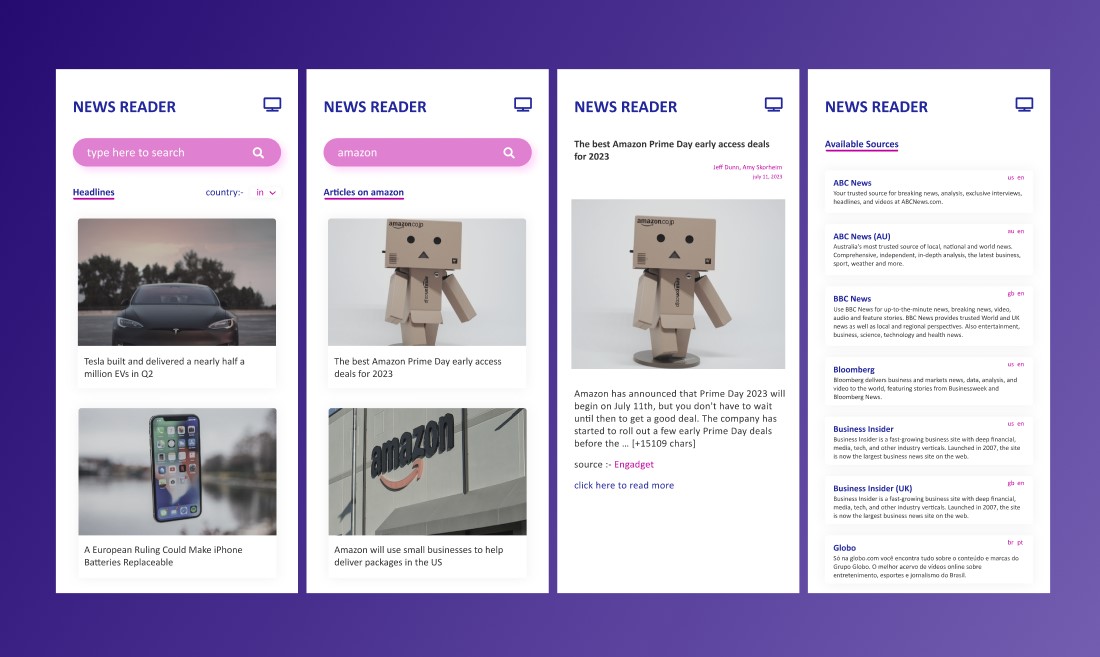 NEWS READER
type here to search
Headlines
country:- in
Tesla built and delivered a nearly half a
million EVs in Q2
A European Ruling Could Make iPhone
Batteries Replaceable
NEWS READER
amazon
Articles on amazon
amazoncojp
The best Amazon Prime Day early access
deals for 2023
amazon
Amazon will use small businesses to help
deliver packages in the US
NEWS READER
The best Amazon Prime Day early access deals
for 2023
Jeff Dunn, Amy Skorheim
July 11, 2023
amazoncojp
Amazon has announced that Prime Day 2023 will
begin on July 11th, but you don't have to wait
until then to get a good deal. The company has
started to roll out a few early Prime Day deals
before the … [+15109 chars]
source :- Engadget
click here to read more
NEWS READER
Available Sources
us en
ABC News
Your trusted source for breaking news, analysis, exclusive interviews,
headlines, and videos at ABCNews.com.
au en
ABC News (AU)
Australia's most trusted source of local, national and world news.
Comprehensive, independent, in-depth analysis, the latest business,
sport, weather and more.
gb en
BBC News
Use BBC News for up-to-the-minute news, breaking news, video,
audio and feature stories. BBC News provides trusted World and UK
news as well as local and regional perspectives. Also entertainment,
business, science, technology and health news.
us en
Bloomberg
Bloomberg delivers business and markets news, data, analysis, and
video to the world, featuring stories from Businessweek and
Bloomberg News.
us en
Business Insider
Business Insider is a fast-growing business site with deep financial,
media, tech, and other industry verticals. Launched in 2007, the site
is now the largest business news site on the web.
gb en
Business Insider (UK)
Business Insider is a fast-growing business site with deep financial,
media, tech, and other industry verticals. Launched in 2007, the site
is now the largest business news site on the web.
br pt
Globo
Só na globo.com você encontra tudo sobre o conteúdo e marcas do
Grupo Globo. O melhor acervo de vídeos online sobre
entretenimento, esportes e jornalismo do Brasil.